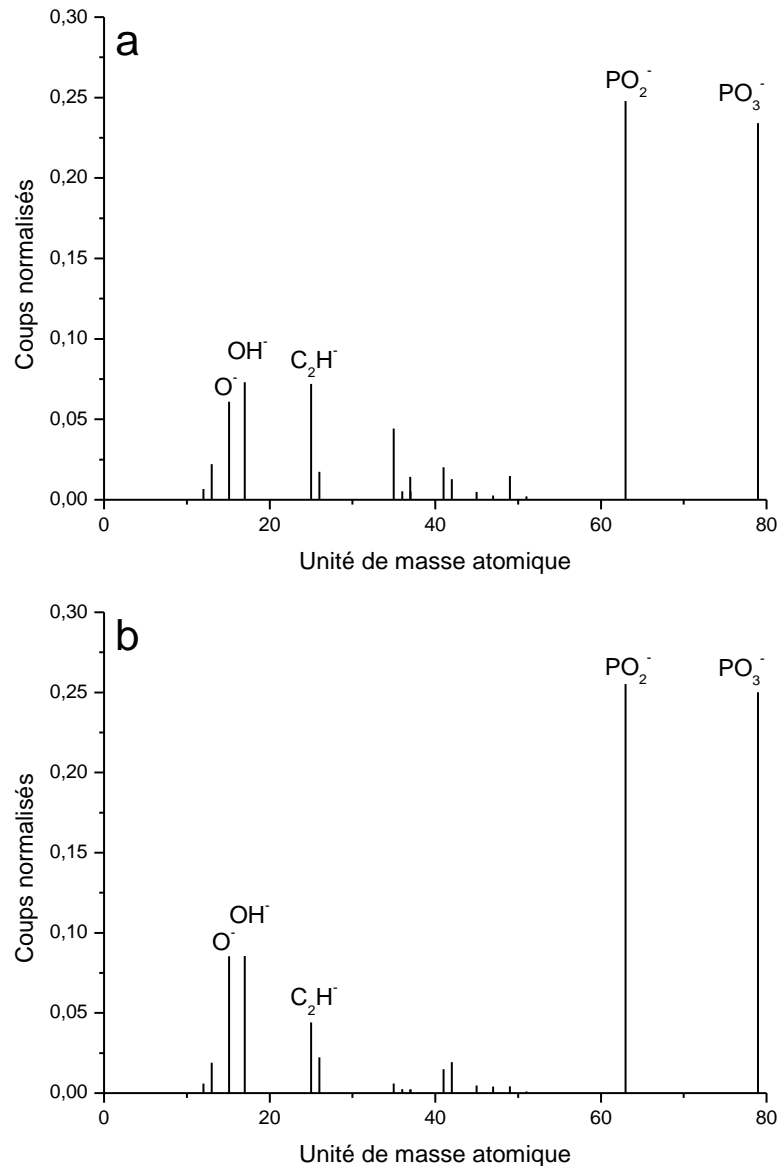 a
0,30
0,25
0,20
0,15
0,10
0,05
0,00
Coups normalisés
PO₂⁻
PO₃⁻
OH⁻
O⁻
C₂H⁻
0 20 40 60 80
Unité de masse atomique
b
0,30
0,25
0,20
0,15
0,10
0,05
0,00
Coups normalisés
PO₂⁻
PO₃⁻
OH⁻
O⁻
C₂H⁻
0 20 40 60 80
Unité de masse atomique